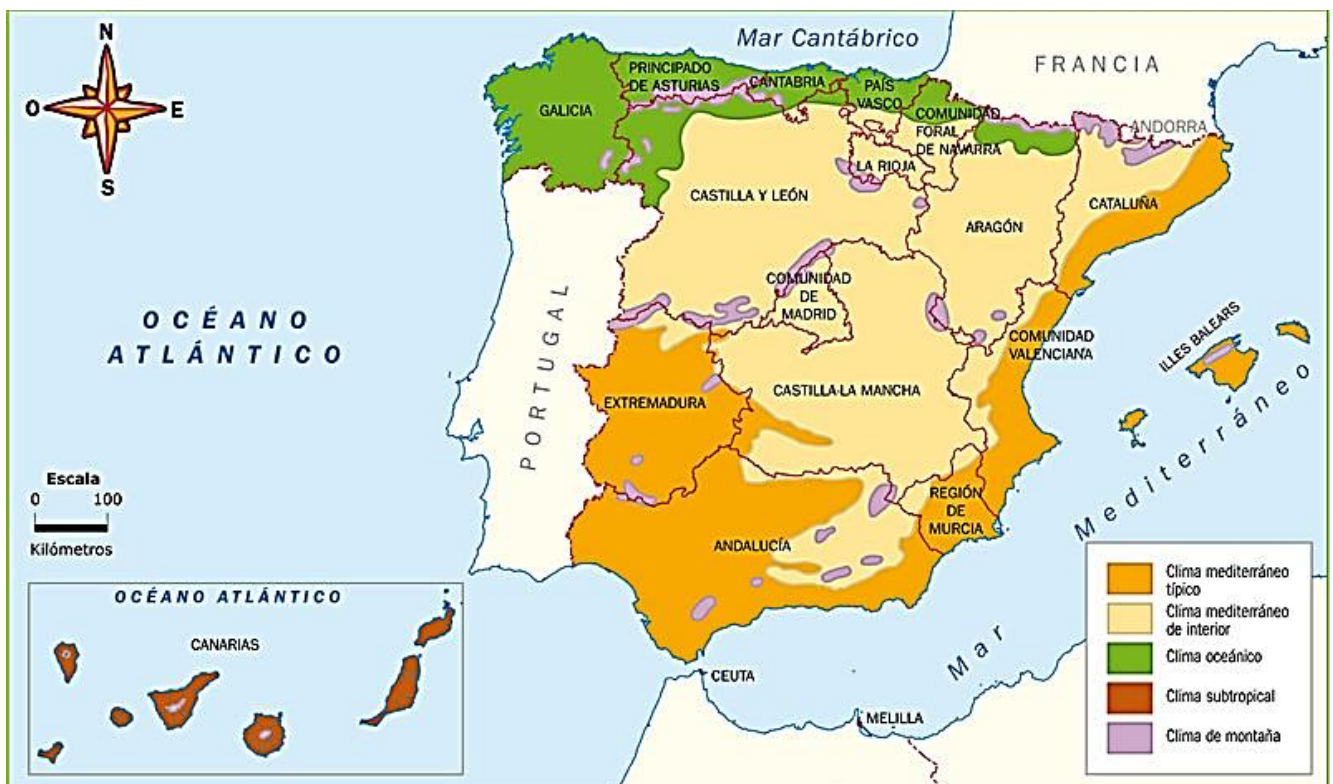 N
O
E
S
Mar Cantábrico
FRANCIA
PRINCIPADO
DE ASTURIAS
CANTABRIA
PAÍS
VASCO
GALICIA
COMUNIDAD
FORAL
DE NAVARRA
ANDORRA
LA RIOJA
CASTILLA Y LEÓN
CATALUÑA
ARAGÓN
COMUNIDAD
DE
MADRID
OCÉANO
ATLÁNTICO
PORTUGAL
COMUNIDAD
VALENCIANA
ILLES BALEARS
CASTILLA-LA MANCHA
EXTREMADURA
Mar Mediterráneo
REGIÓN
DE
MURCIA
ANDALUCÍA
CEUTA
MELILLA
Escala
0 100
Kilómetros
OCÉANO ATLÁNTICO
CANARIAS
Clima mediterráneo
típico
Clima mediterráneo
de interior
Clima oceánico
Clima subtropical
Clima de montaña